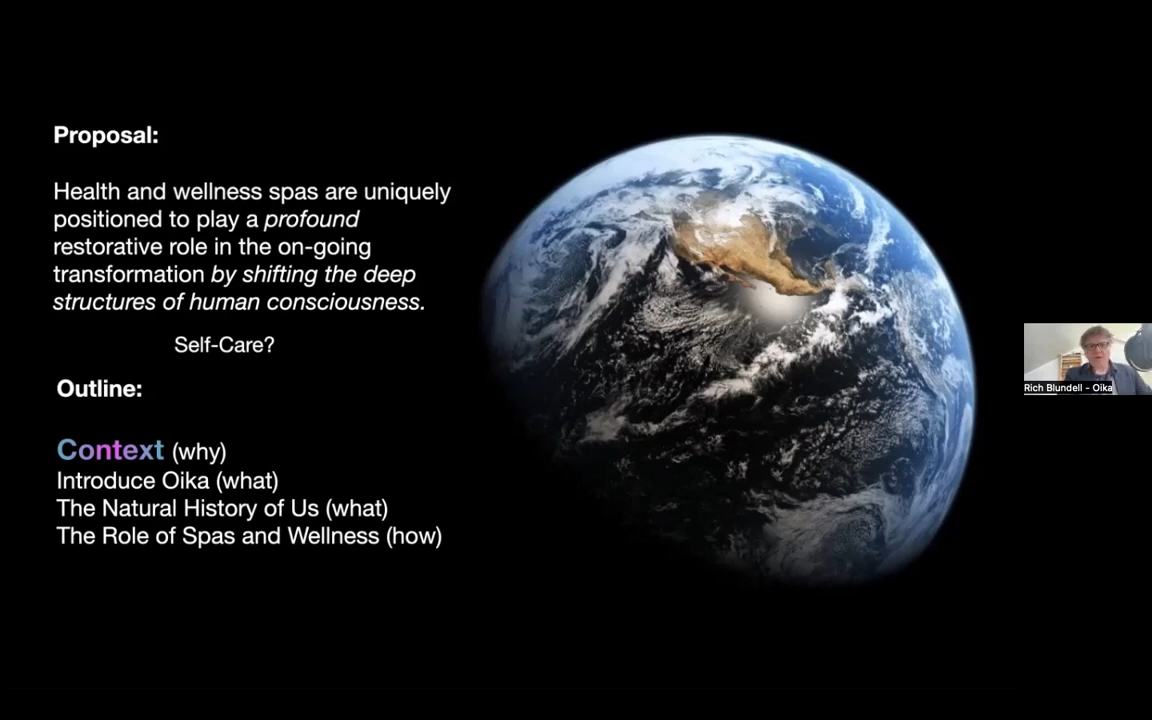 Proposal:
Health and wellness spas are uniquely
positioned to play a profound
restorative role in the on-going
transformation by shifting the deep
structures of human consciousness.
Self-Care?
Outline:
Context (why)
Introduce Oika (what)
The Natural History of Us (what)
The Role of Spas and Wellness (how)
Rich Blundell - Oika